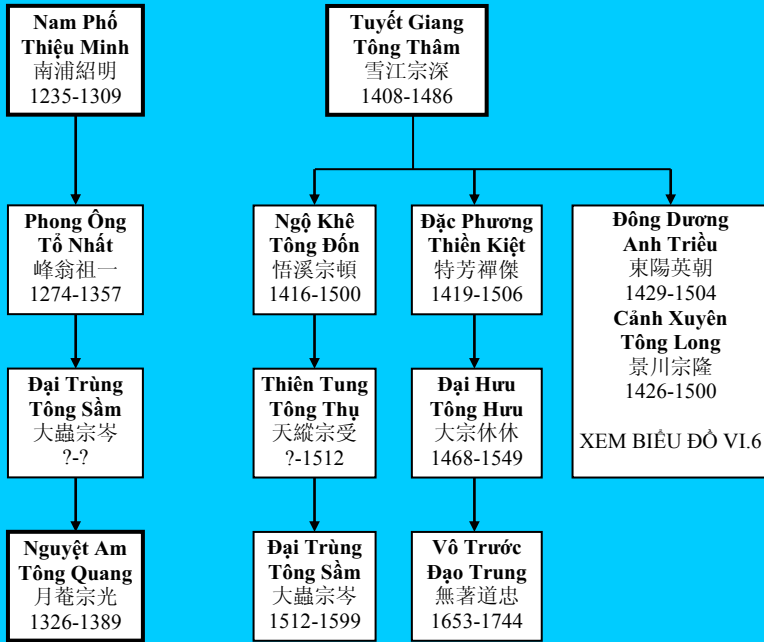 Nam Phố
Thiệu Minh
南浦紹明
1235-1309
Phong Ông
Tổ Nhất
峰翁祖一
1274-1357
Đại Trùng
Tông Sầm
大蟲宗岑
?-?
Nguyệt Am
Tông Quang
月菴宗光
1326-1389
Tuyết Giang
Tông Thâm
雪江宗深
1408-1486
Ngộ Khê
Tông Đốn
悟溪宗頓
1416-1500
Thiên Tung
Tông Thụ
天縱宗受
?-1512
Đại Trùng
Tông Sầm
大蟲宗岑
1512-1599
Đặc Phương
Thiền Kiệt
特芳禪傑
1419-1506
Đại Hưu
Tông Hưu
大宗休休
1468-1549
Vô Trước
Đạo Trung
無著道忠
1653-1744
Đông Dương
Anh Triều
東陽英朝
1429-1504
Cảnh Xuyên
Tông Long
景川宗隆
1426-1500
XEM BIỂU ĐỒ VI.6